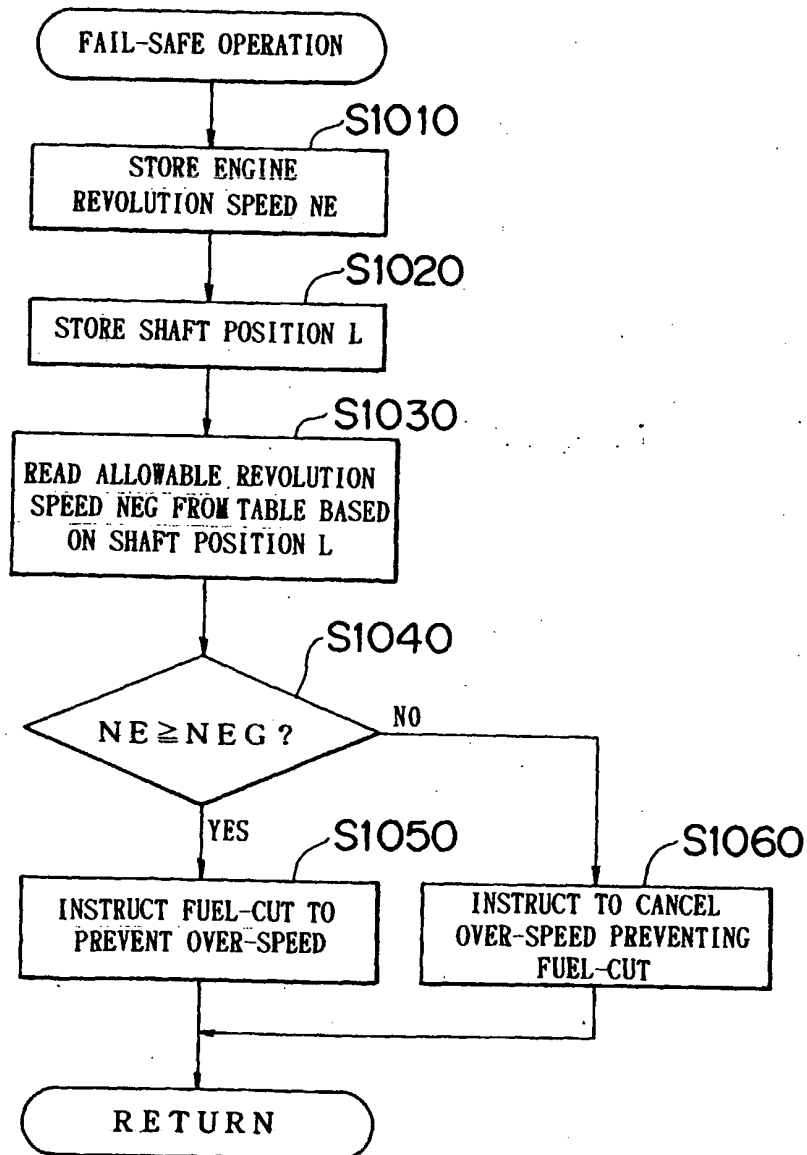 FAIL-SAFE OPERATION
S1010
STORE ENGINE
REVOLUTION SPEED NE
S1020
STORE SHAFT POSITION L
S1030
READ ALLOWABLE REVOLUTION
SPEED NEG FROM TABLE BASED
ON SHAFT POSITION L
S1040
NE≧NEG?
NO
YES
S1050
INSTRUCT FUEL-CUT TO
PREVENT OVER-SPEED
S1060
INSTRUCT TO CANCEL
OVER-SPEED PREVENTING
FUEL-CUT
RETURN